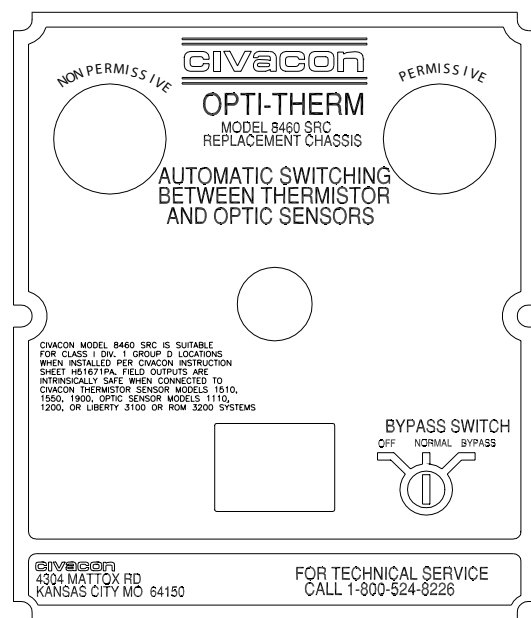 civacon
NON PERMISSIVE
PERMISSIVE
OPTI-THERM
MODEL 8460 SRC
REPLACEMENT CHASSIS
AUTOMATIC SWITCHING
BETWEEN THERMISTOR
AND OPTIC SENSORS
CIVACON MODEL 8460 SRC IS SUITABLE
FOR CLASS I DIV. 1 GROUP D LOCATIONS
WHEN INSTALLED PER CIVACON INSTRUCTION
SHEET H51671PA. FIELD OUTPUTS ARE
INTRINSICALLY SAFE WHEN CONNECTED TO
CIVACON THERMISTOR SENSOR MODELS 1510,
1550, 1900, OPTIC SENSOR MODELS 1110,
1200, OR LIBERTY 3100 OR ROM 3200 SYSTEMS
BYPASS SWITCH
OFF NORMAL BYPASS
civacon
4304 MATTOX RD
KANSAS CITY MO 64150
FOR TECHNICAL SERVICE
CALL 1-800-524-8226